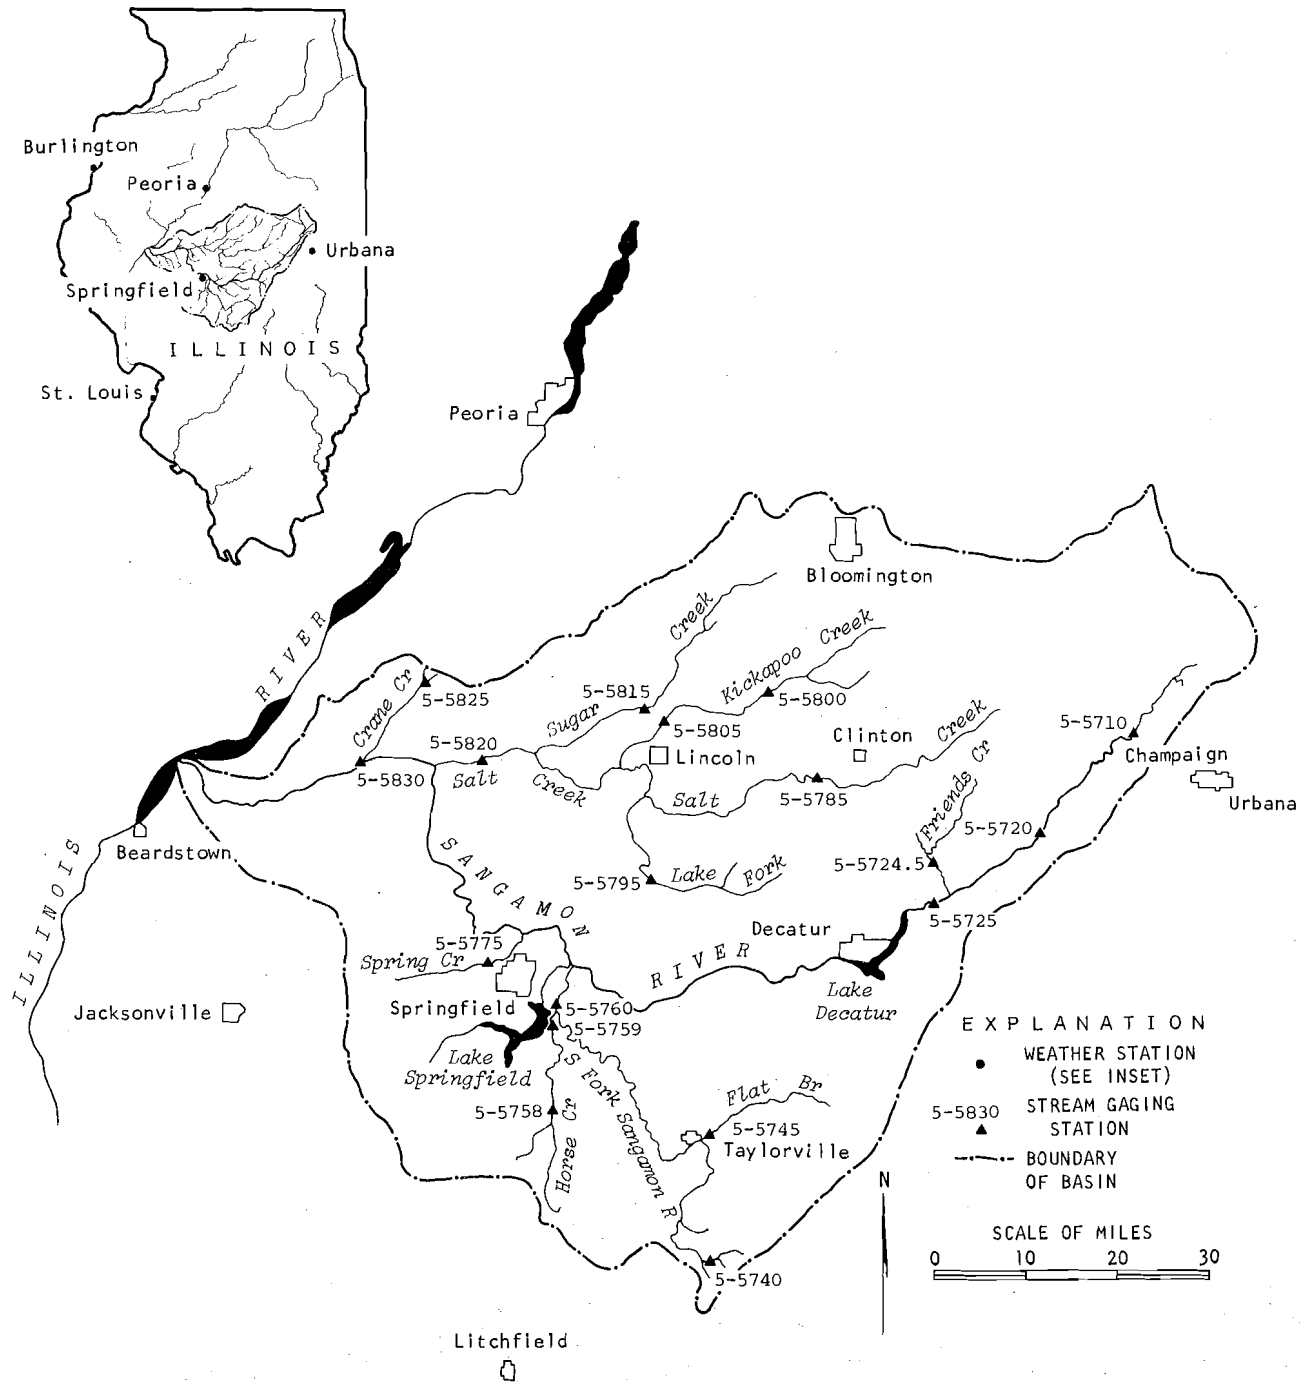 Burlington
Peoria
Urbana
Springfield
ILLINOIS
St. Louis
Peoria
Bloomington
RIVER
Creek
Kickapoo Creek
Crane Cr
5-5825
5-5815
Sugar
5-5800
5-5805
Creek
5-5710
5-5820
Clinton
Lincoln
Champaign
5-5830
Salt
Creek
Salt
5-5785
Friends Cr
Urbana
5-5720
ILLINOIS
Beardstown
SANGAMON
5-5724.5
5-5795
Lake Fork
5-5725
Decatur
5-5775
Spring Cr
RIVER
Lake
Decatur
Jacksonville
Springfield
5-5760
5-5759
Lake
Springfield
S Fork Sangamon R
Flat Br
5-5758
Horse Cr
5-5745
Taylorville
5-5740
Litchfield
EXPLANATION
WEATHER STATION
(SEE INSET)
5-5830 STREAM GAGING
STATION
BOUNDARY
OF BASIN
N
SCALE OF MILES
0 10 20 30